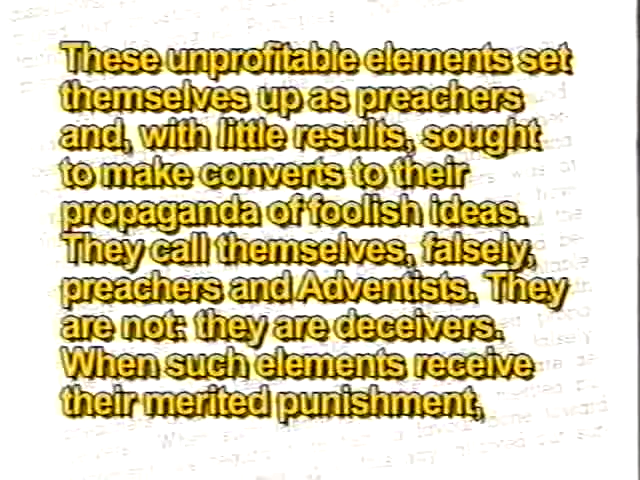 These unprofitable elements set
themselves up as preachers
and, with little results, sought
to make converts to their
propaganda of foolish ideas.
They call themselves, falsely,
preachers and Adventists. They
are not: they are deceivers.
When such elements receive
their merited punishment,